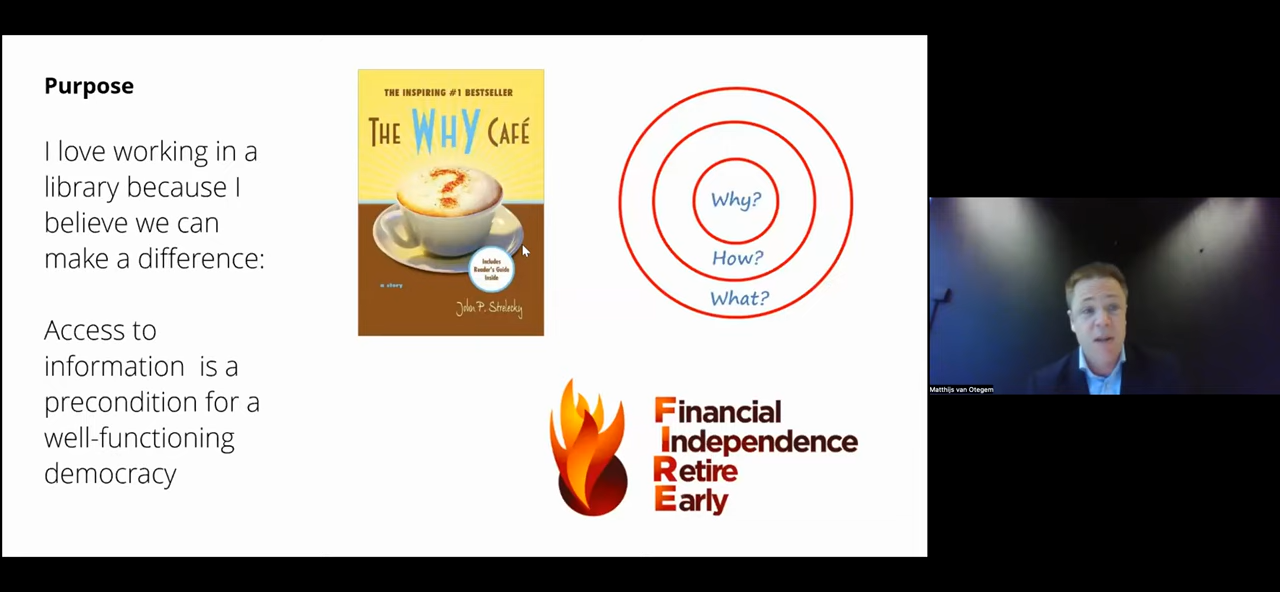 Purpose
I love working in a
library because I
believe we can
make a difference:
Access to
information  is a
precondition for a
well-functioning
democracy
THE INSPIRING #1 BESTSELLER
THE WHY CAFÉ
?
Includes
Reader's Guide
Inside
a story
John P. Strelecky
Why?
How?
What?
Financial
Independence
Retire
Early
Matthijs van Otegem